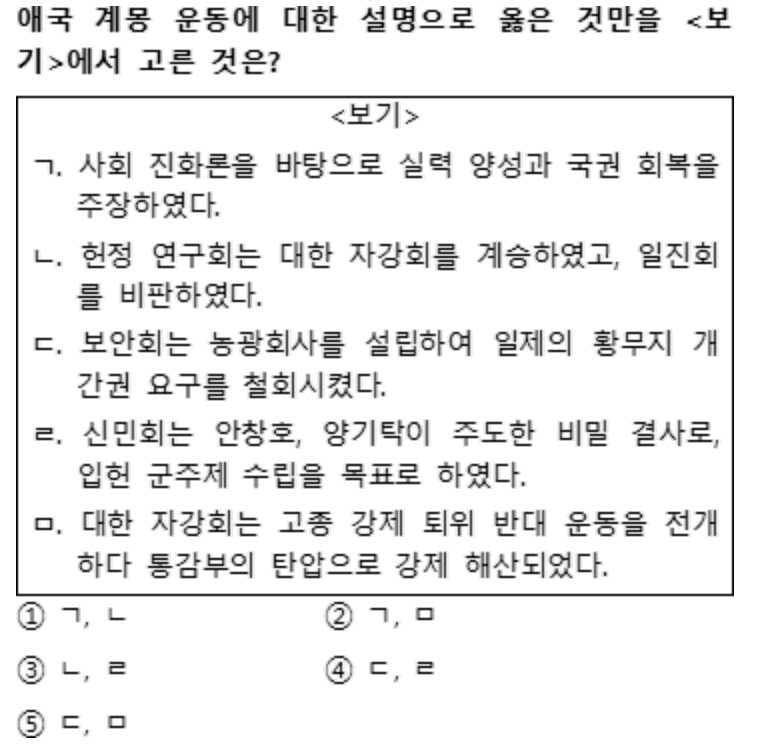 애국 계몽 운동에 대한 설명으로 옳은 것만을 <보
기>에서 고른 것은?
<보기>
ㄱ. 사회 진화론을 바탕으로 실력 양성과 국권 회복을
주장하였다.
ㄴ. 헌정 연구회는 대한 자강회를 계승하였고, 일진회
를 비판하였다.
ㄷ. 보안회는 농광회사를 설립하여 일제의 황무지 개
간권 요구를 철회시켰다.
ㄹ. 신민회는 안창호, 양기탁이 주도한 비밀 결사로,
입헌 군주제 수립을 목표로 하였다.
ㅁ. 대한 자강회는 고종 강제 퇴위 반대 운동을 전개
하다 통감부의 탄압으로 강제 해산되었다.
① ㄱ, ㄴ ② ㄱ, ㅁ
③ ㄴ, ㄹ ④ ㄷ, ㄹ
⑤ ㄷ, ㅁ